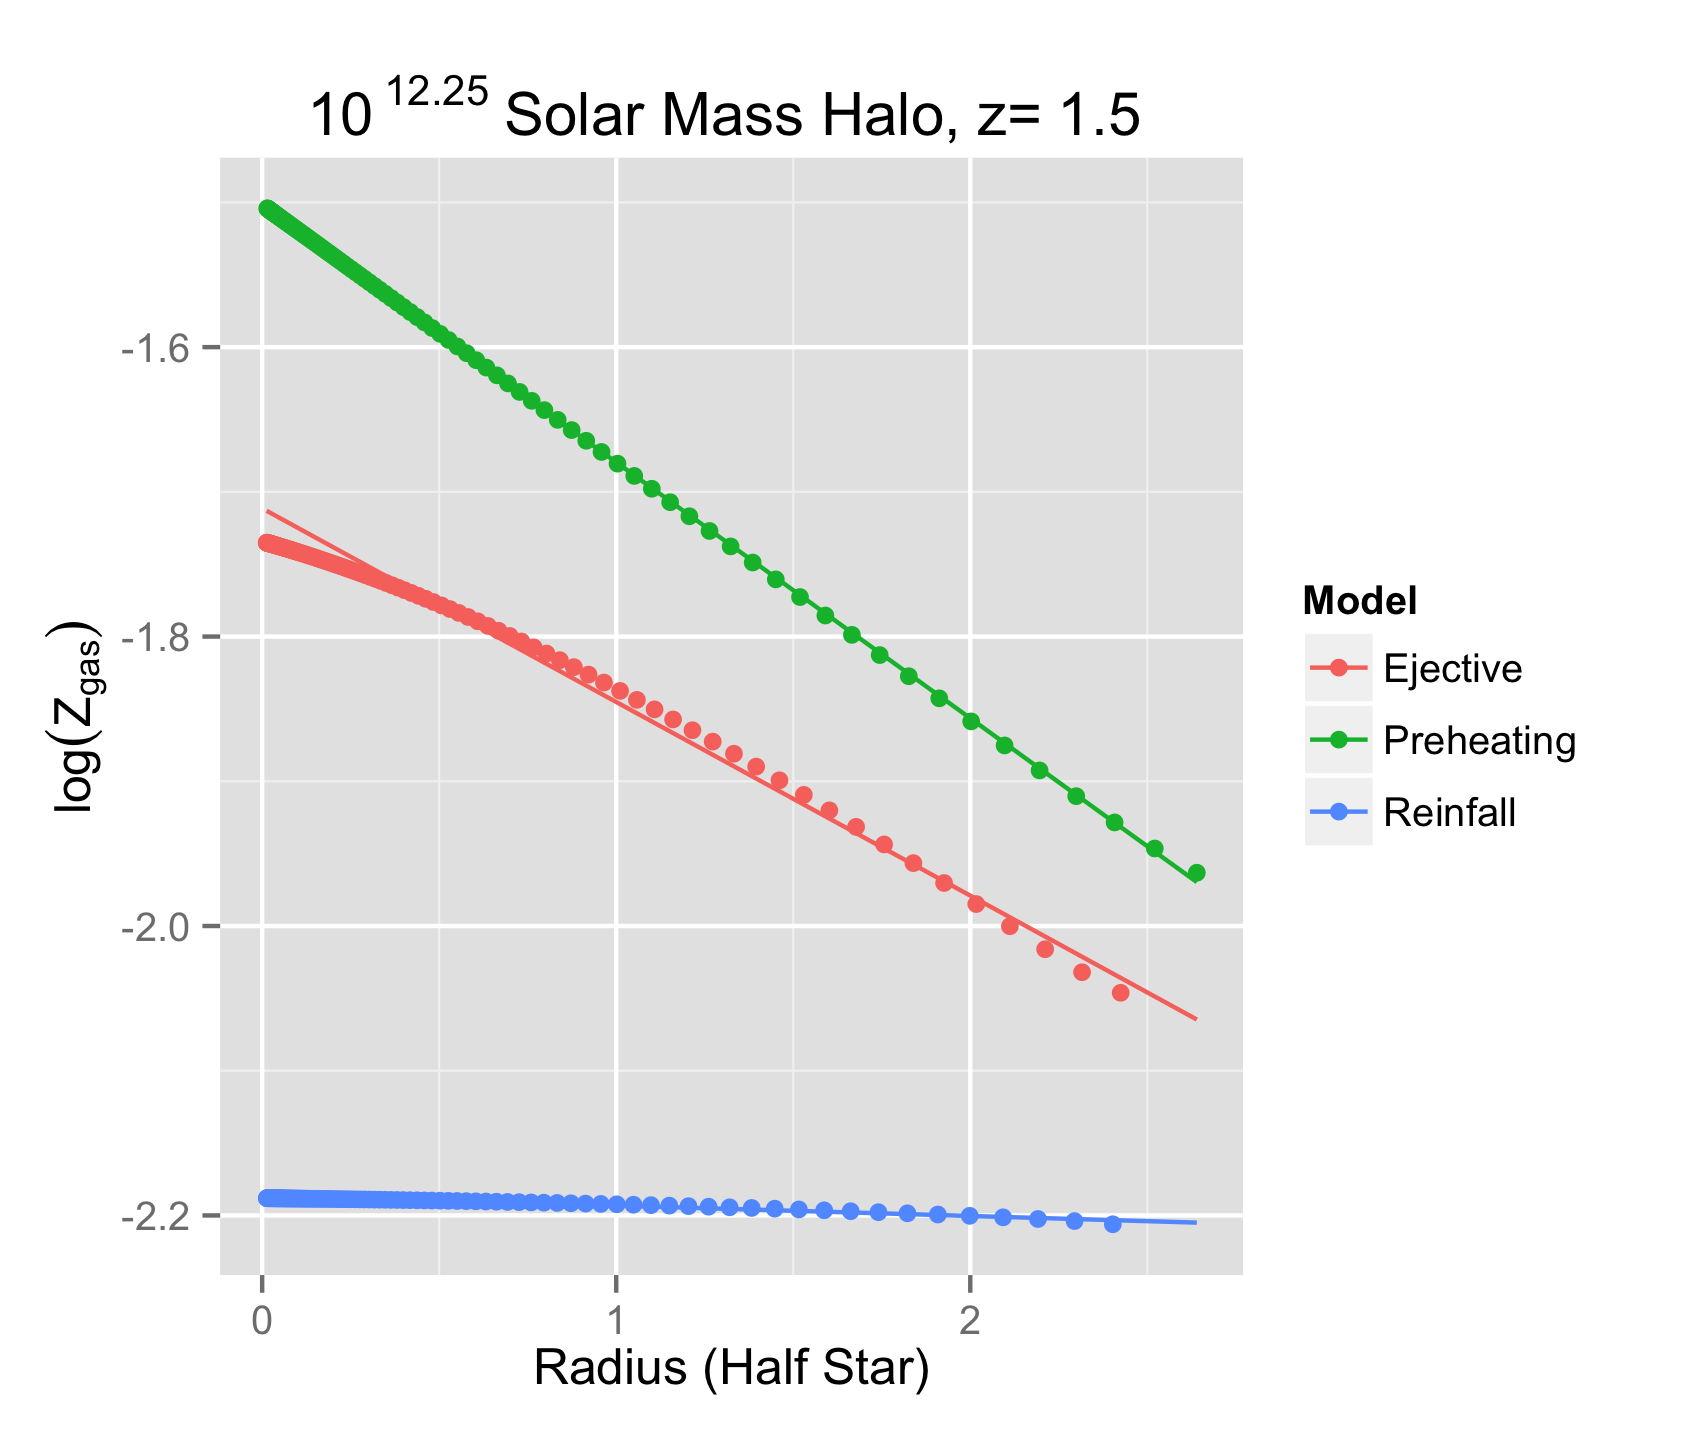 10 12.25 Solar Mass Halo, z= 1.5
-1.6
-1.8
-2.0
-2.2
log(Zgas)
0 1 2
Radius (Half Star)
Model
Ejective
Preheating
Reinfall